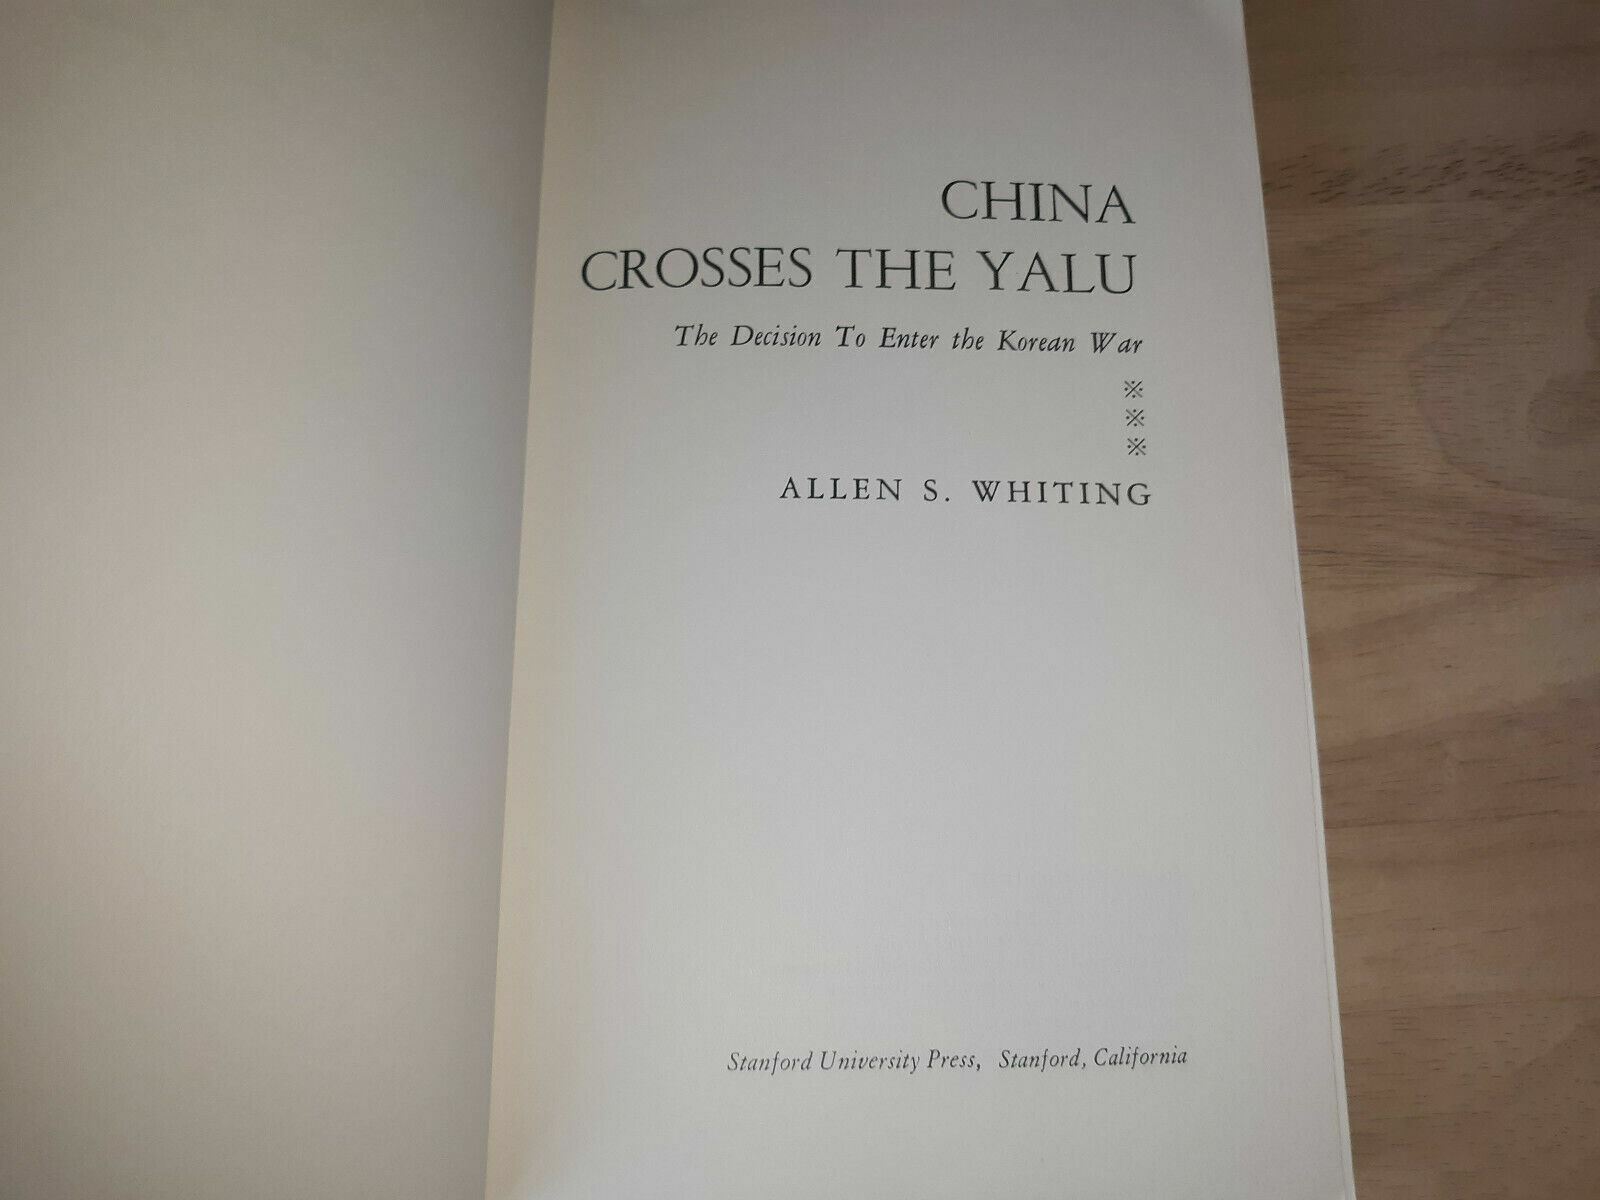 CHINA
CROSSES THE YALU
The Decision To Enter the Korean War
※
※
※
ALLEN S. WHITING
Stanford University Press, Stanford, California